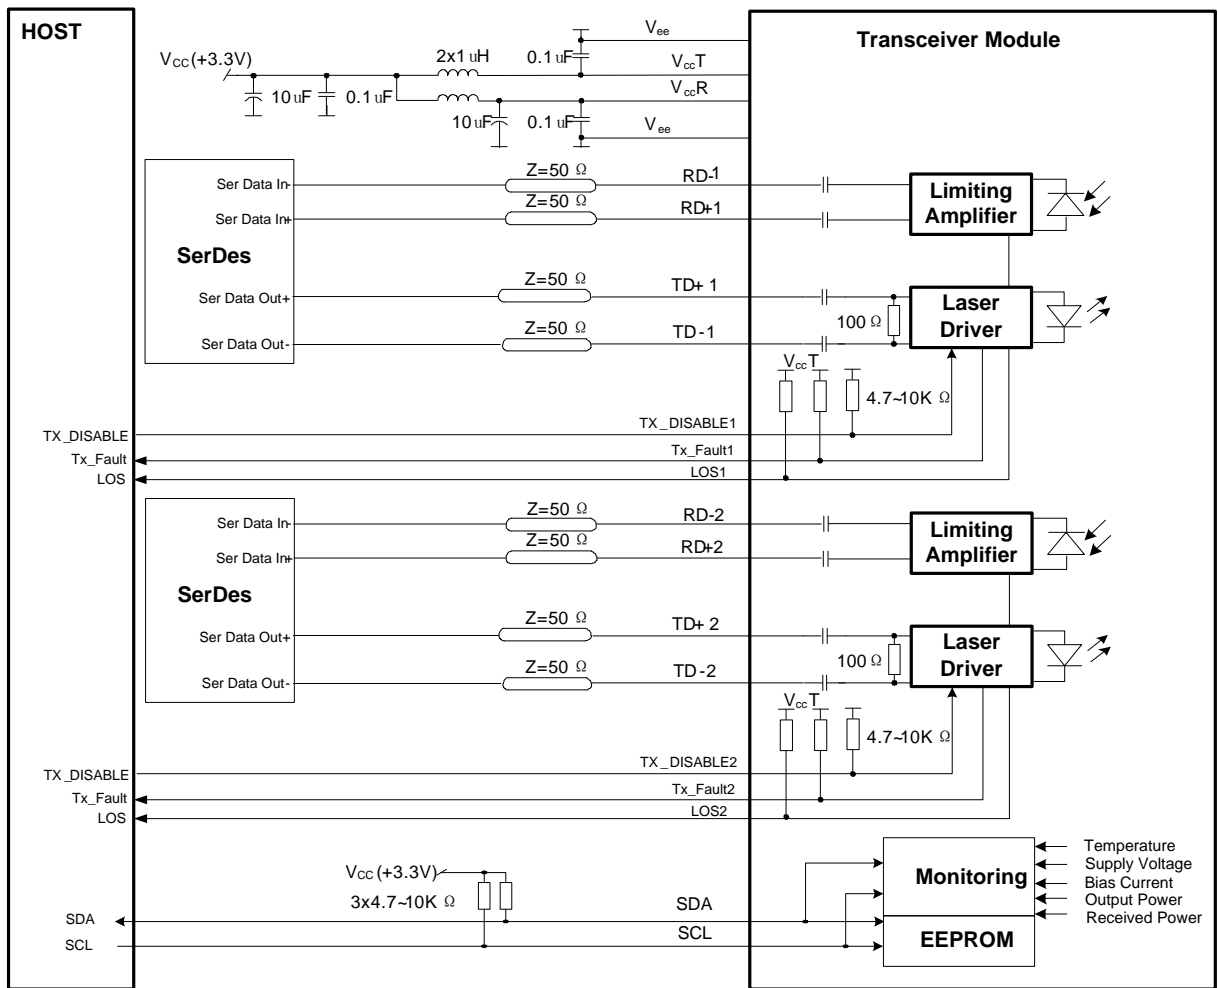 HOST
Transceiver Module
Vee
VCC(+3.3V)
2x1 uH
0.1 uF
VccT
10 uF
0.1 uF
VccR
10 uF
0.1 uF
Vee
Z=50 Ω
RD-1
Ser Data In-
Z=50 Ω
RD+1
Ser Data In+
Limiting
Amplifier
SerDes
Z=50 Ω
TD+ 1
Ser Data Out+
Laser
Driver
100 Ω
Z=50 Ω
TD -1
Ser Data Out-
VccT
4.7~10K Ω
TX_DISABLE
TX_DISABLE1
Tx_Fault
Tx_Fault1
LOS
LOS1
Z=50 Ω
RD-2
Ser Data In-
Z=50 Ω
RD+2
Ser Data In+
Limiting
Amplifier
SerDes
Z=50 Ω
TD+ 2
Ser Data Out+
Laser
Driver
100 Ω
Z=50 Ω
TD -2
Ser Data Out-
VccT
4.7~10K Ω
TX_DISABLE
TX_DISABLE2
Tx_Fault
Tx_Fault2
LOS
LOS2
VCC (+3.3V)
3x4.7~10K Ω
Monitoring
Temperature
Supply Voltage
Bias Current
Output Power
Received Power
SDA
SDA
SCL
SCL
EEPROM